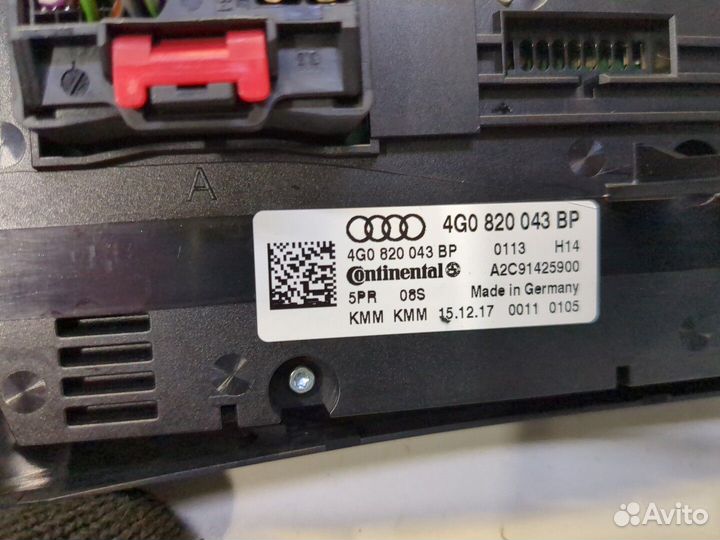 A
4G0 820 043 BP
4G0 820 043 BP 0113 H14
Continental A2C91425900
5PR 08S Made in Germany
KMM KMM 15.12.17 0011 0105
Avito